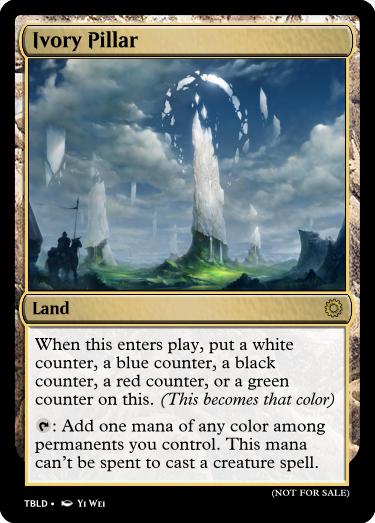 Ivory Pillar
Land
When this enters play, put a white
counter, a blue counter, a black
counter, a red counter, or a green
counter on this. (This becomes that color)
: Add one mana of any color among
permanents you control. This mana
can't be spent to cast a creature spell.
(NOT FOR SALE)
TBLD • Yi Wei